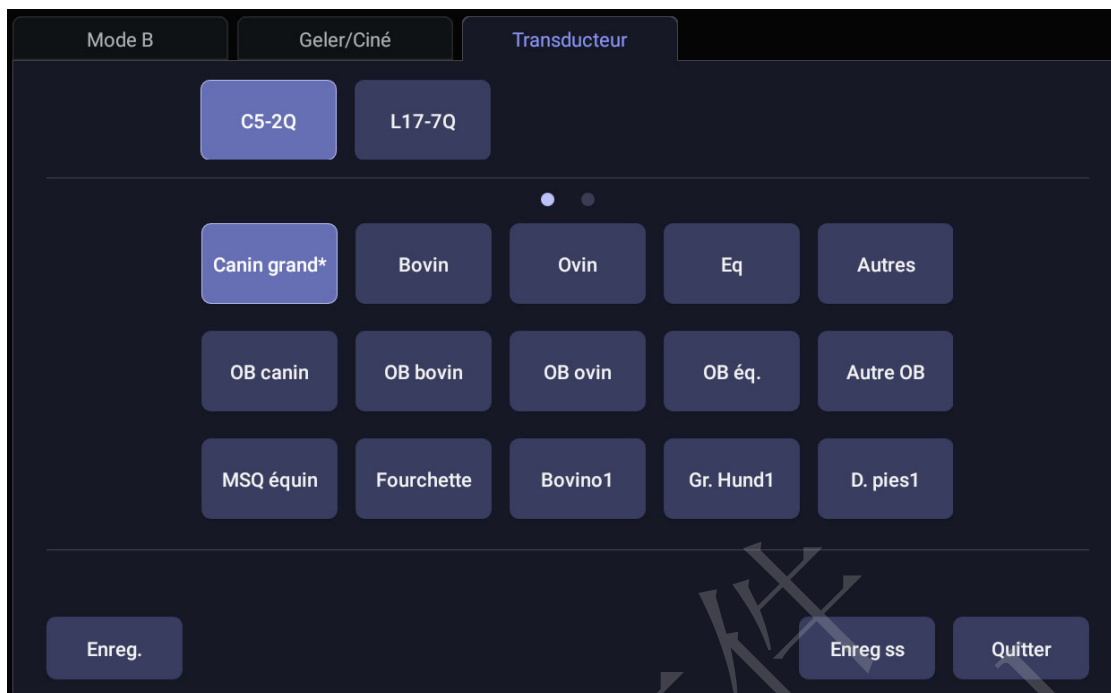 Mode B Geler/Ciné Transducteur
C5-2Q L17-7Q
Canin grand* Bovin Ovin Eq Autres
OB canin OB bovin OB ovin OB éq. Autre OB
MSQ équin Fourchette Bovino1 Gr. Hund1 D. pies1
Enreg. Enreg ss Quitter